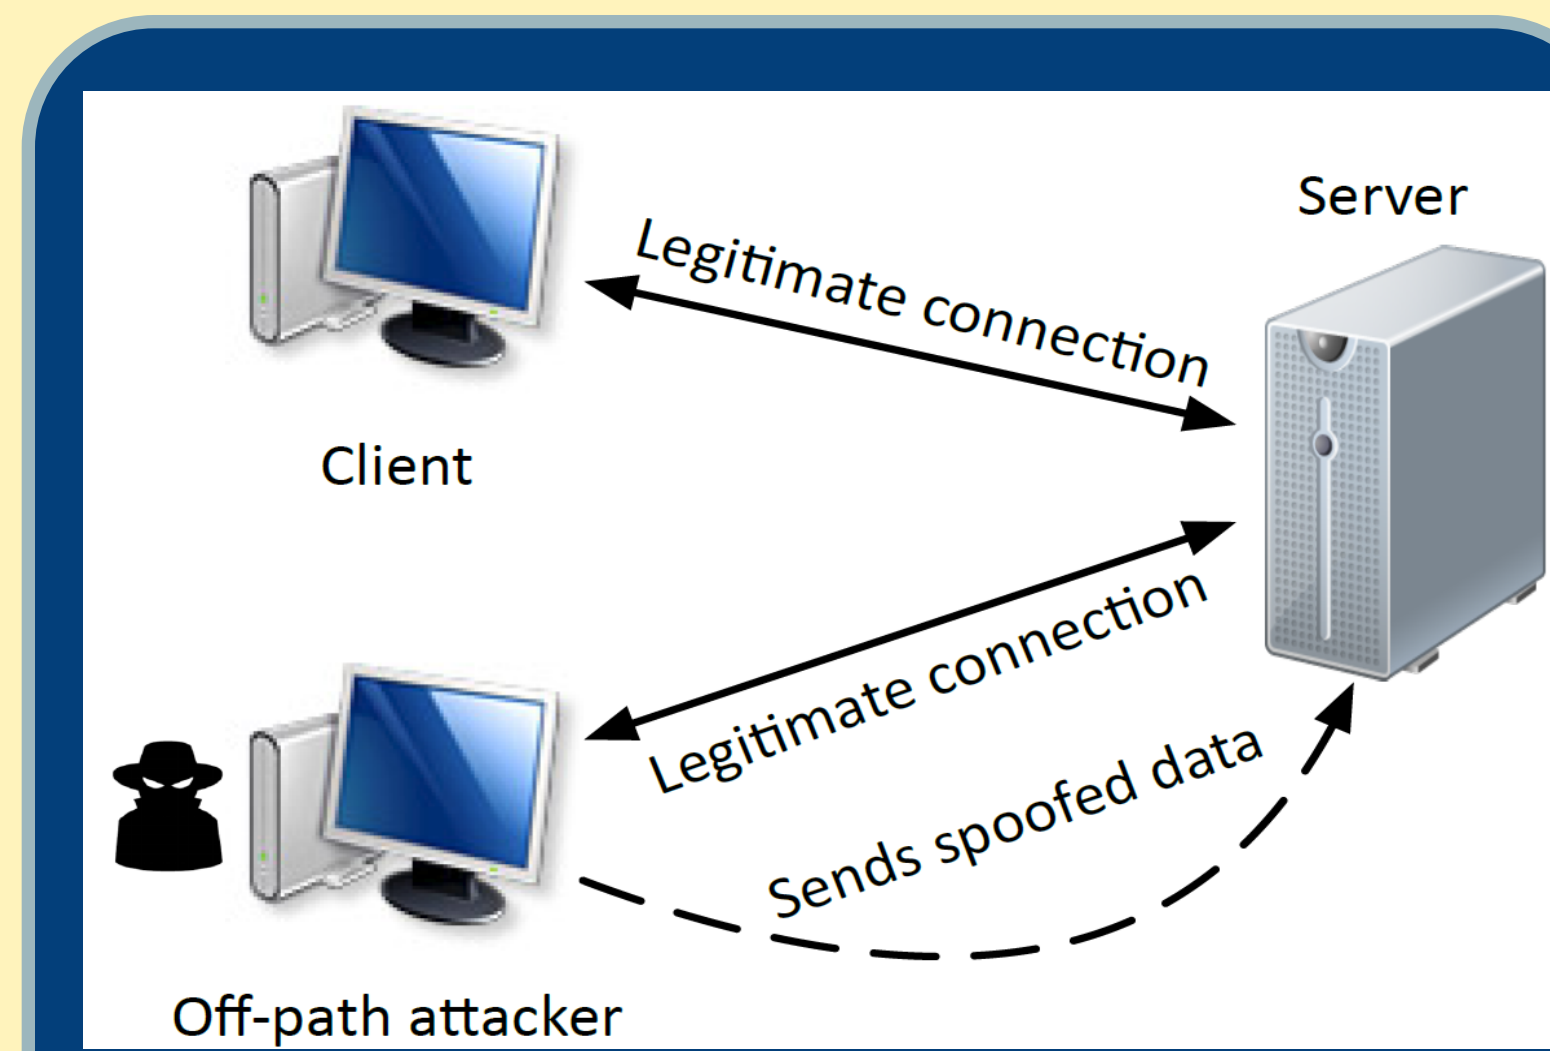 Server
Legitimate connection
Client
Legitimate connection
Sends spoofed data
Off-path attacker